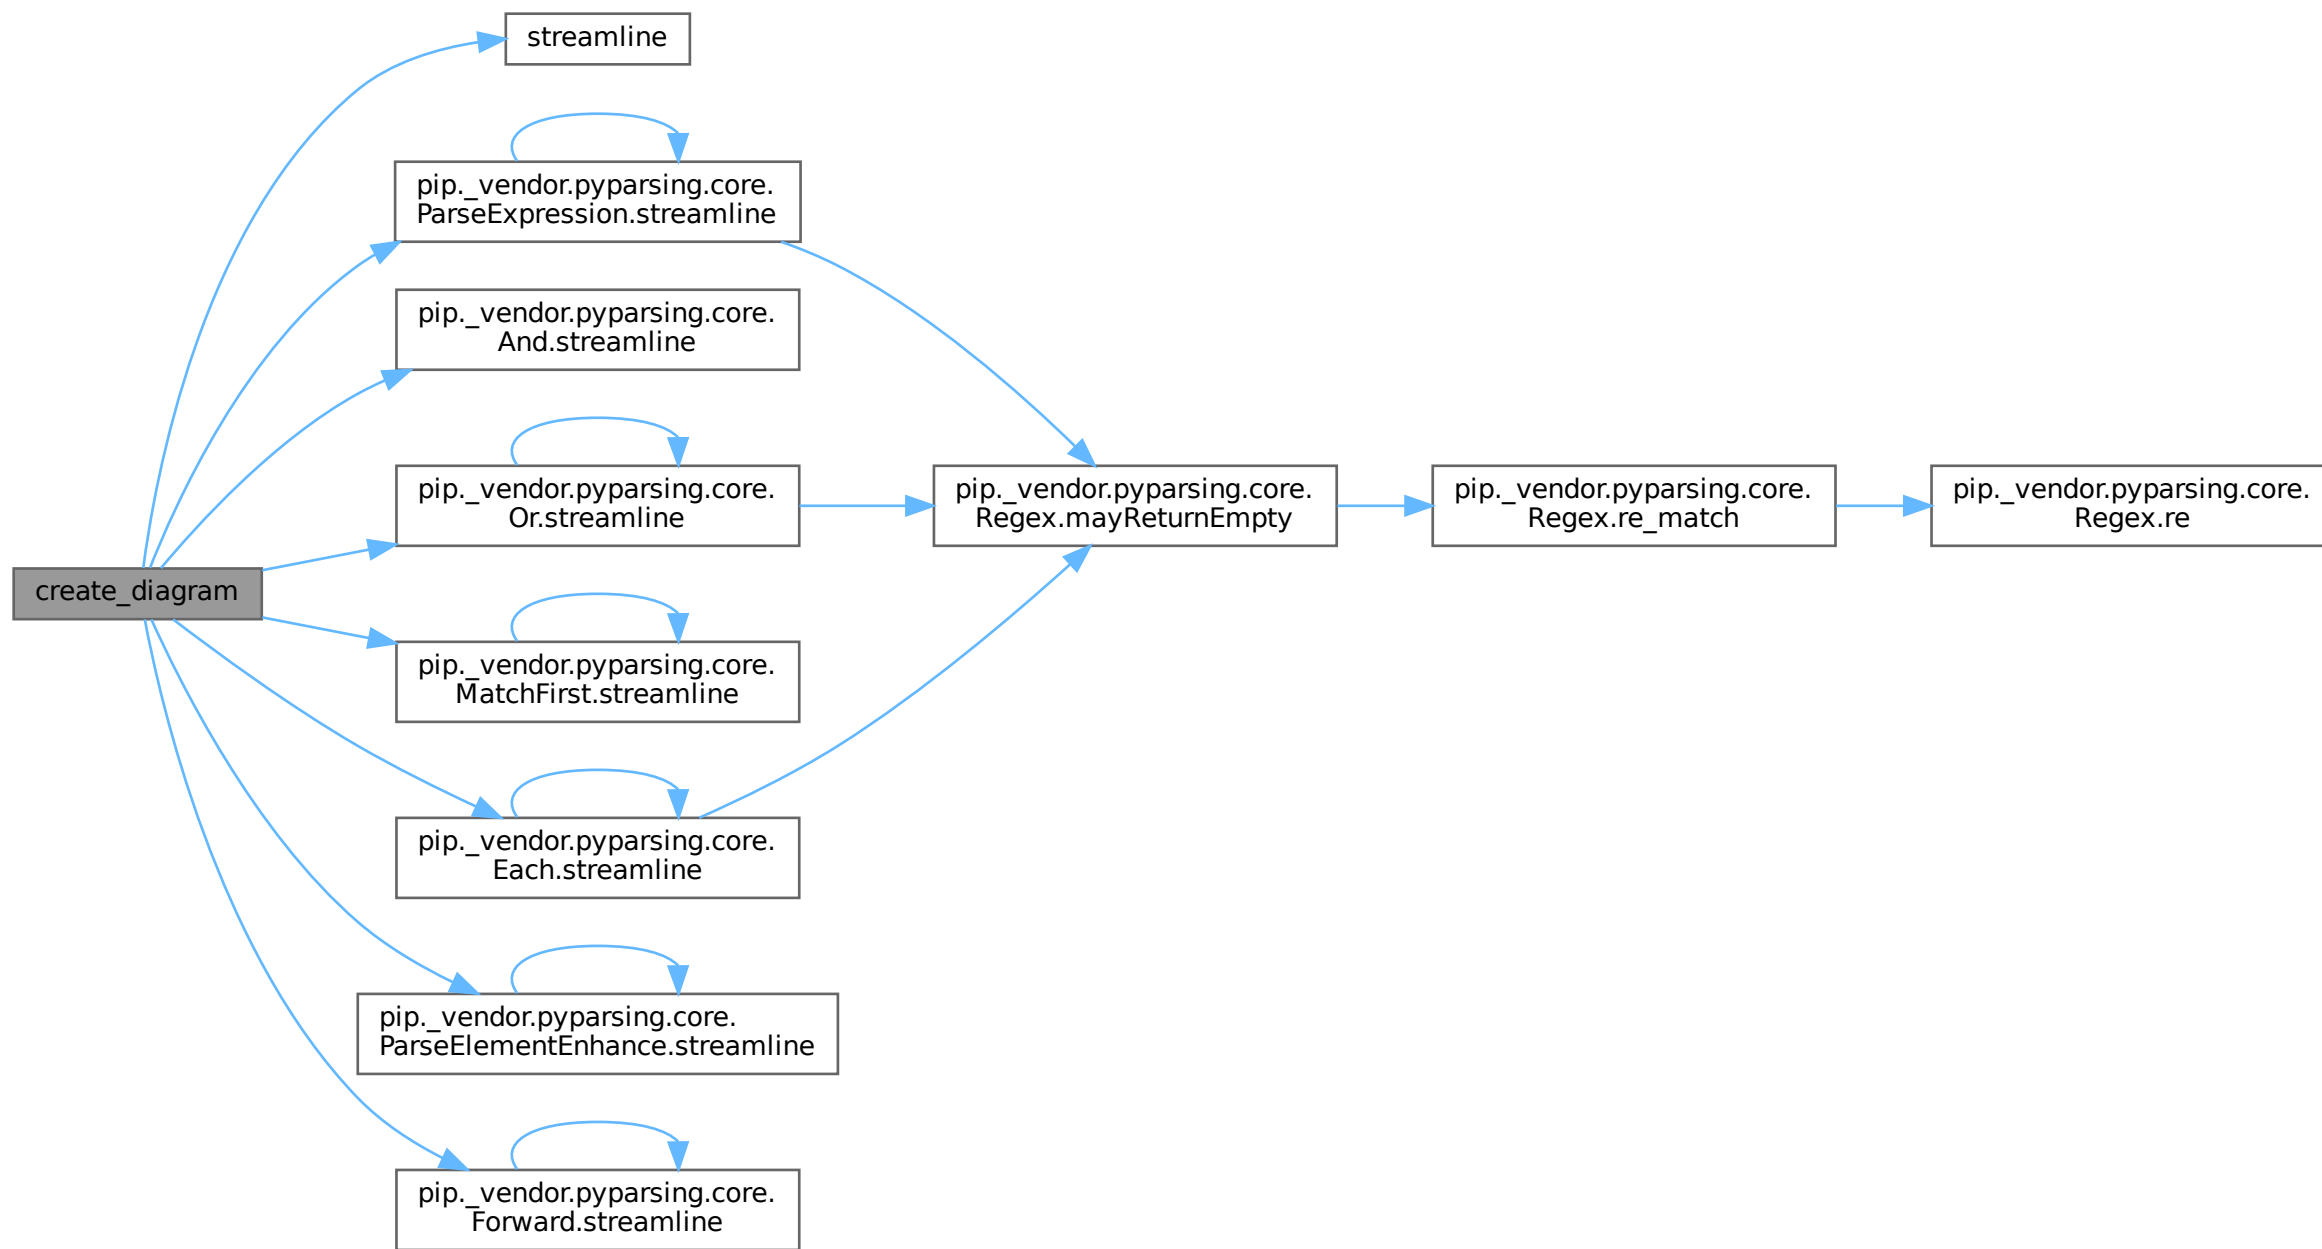 streamline
pip._vendor.pyparsing.core.
ParseExpression.streamline
pip._vendor.pyparsing.core.
And.streamline
pip._vendor.pyparsing.core.
Or.streamline
pip._vendor.pyparsing.core.
Regex.mayReturnEmpty
pip._vendor.pyparsing.core.
Regex.re_match
pip._vendor.pyparsing.core.
Regex.re
create_diagram
pip._vendor.pyparsing.core.
MatchFirst.streamline
pip._vendor.pyparsing.core.
Each.streamline
pip._vendor.pyparsing.core.
ParseElementEnhance.streamline
pip._vendor.pyparsing.core.
Forward.streamline